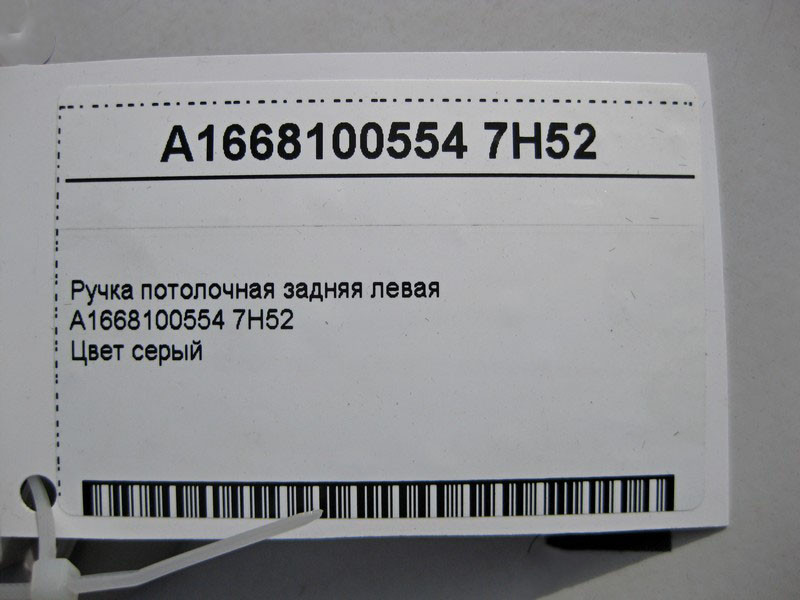 A1668100554 7H52
Ручка потолочная задняя левая
A1668100554 7H52
Цвет серый